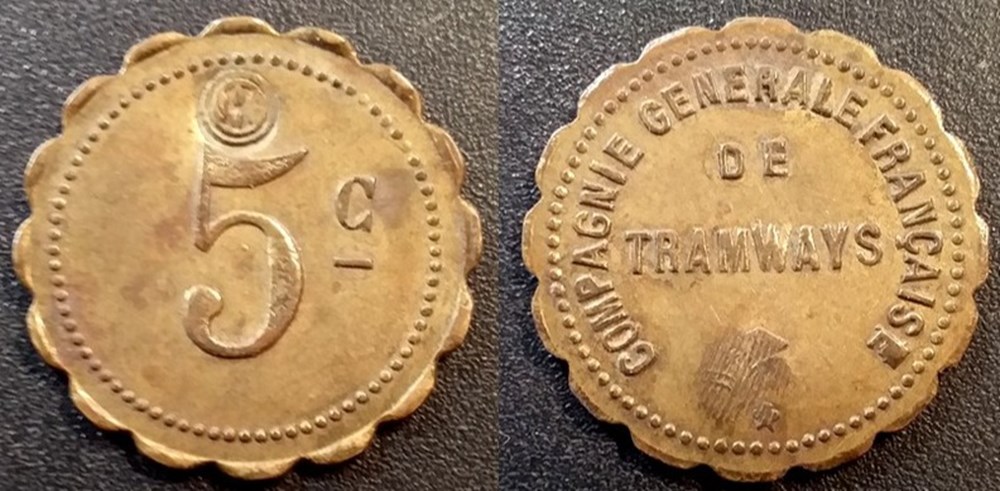 5 C
COMPAGNIE GENERALE FRANÇAISE
DE
TRAMWAYS